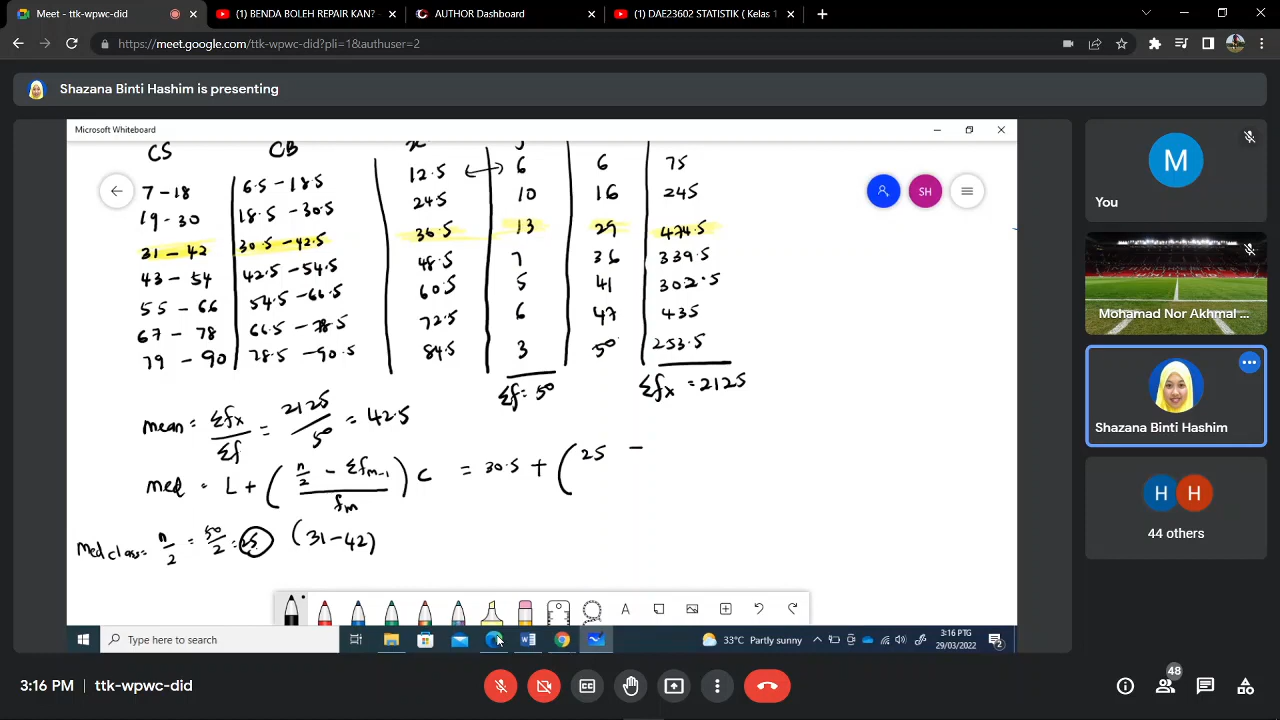 Meet - ttk-wpwc-did
(1) BENDA BOLEH REPAIR KAN? -
AUTHOR Dashboard
(1) DAE23602 STATISTIK ( Kelas 1
https://meet.google.com/ttk-wpwc-did?pli=1&authuser=2
Shazana Binti Hashim is presenting
Microsoft Whiteboard
CS CB x f
7 - 18 6.5 - 18.5 12.5 6 6 75
19 - 30 18.5 - 30.5 24.5 10 16 245
31 - 42 30.5 - 42.5 36.5 13 29 474.5
43 - 54 42.5 - 54.5 48.5 7 36 339.5
55 - 66 54.5 - 66.5 60.5 5 41 302.5
67 - 78 66.5 - 78.5 72.5 6 47 435
79 - 90 78.5 - 90.5 84.5 3 50 253.5
Σf = 50 Σfx = 2125
mean = Σfx / Σf = 2125 / 50 = 42.5
med = L + ( n/2 - Σfm-1 / fm ) c = 30.5 + ( 25 -
Med class = n/2 = 50/2 = 25 (31 - 42)
SH
M
You
Mohamad Nor Akhmal ...
Shazana Binti Hashim
H H
44 others
Type here to search
33°C Partly sunny
3:16 PTG
29/03/2022
2
3:16 PM | ttk-wpwc-did
48